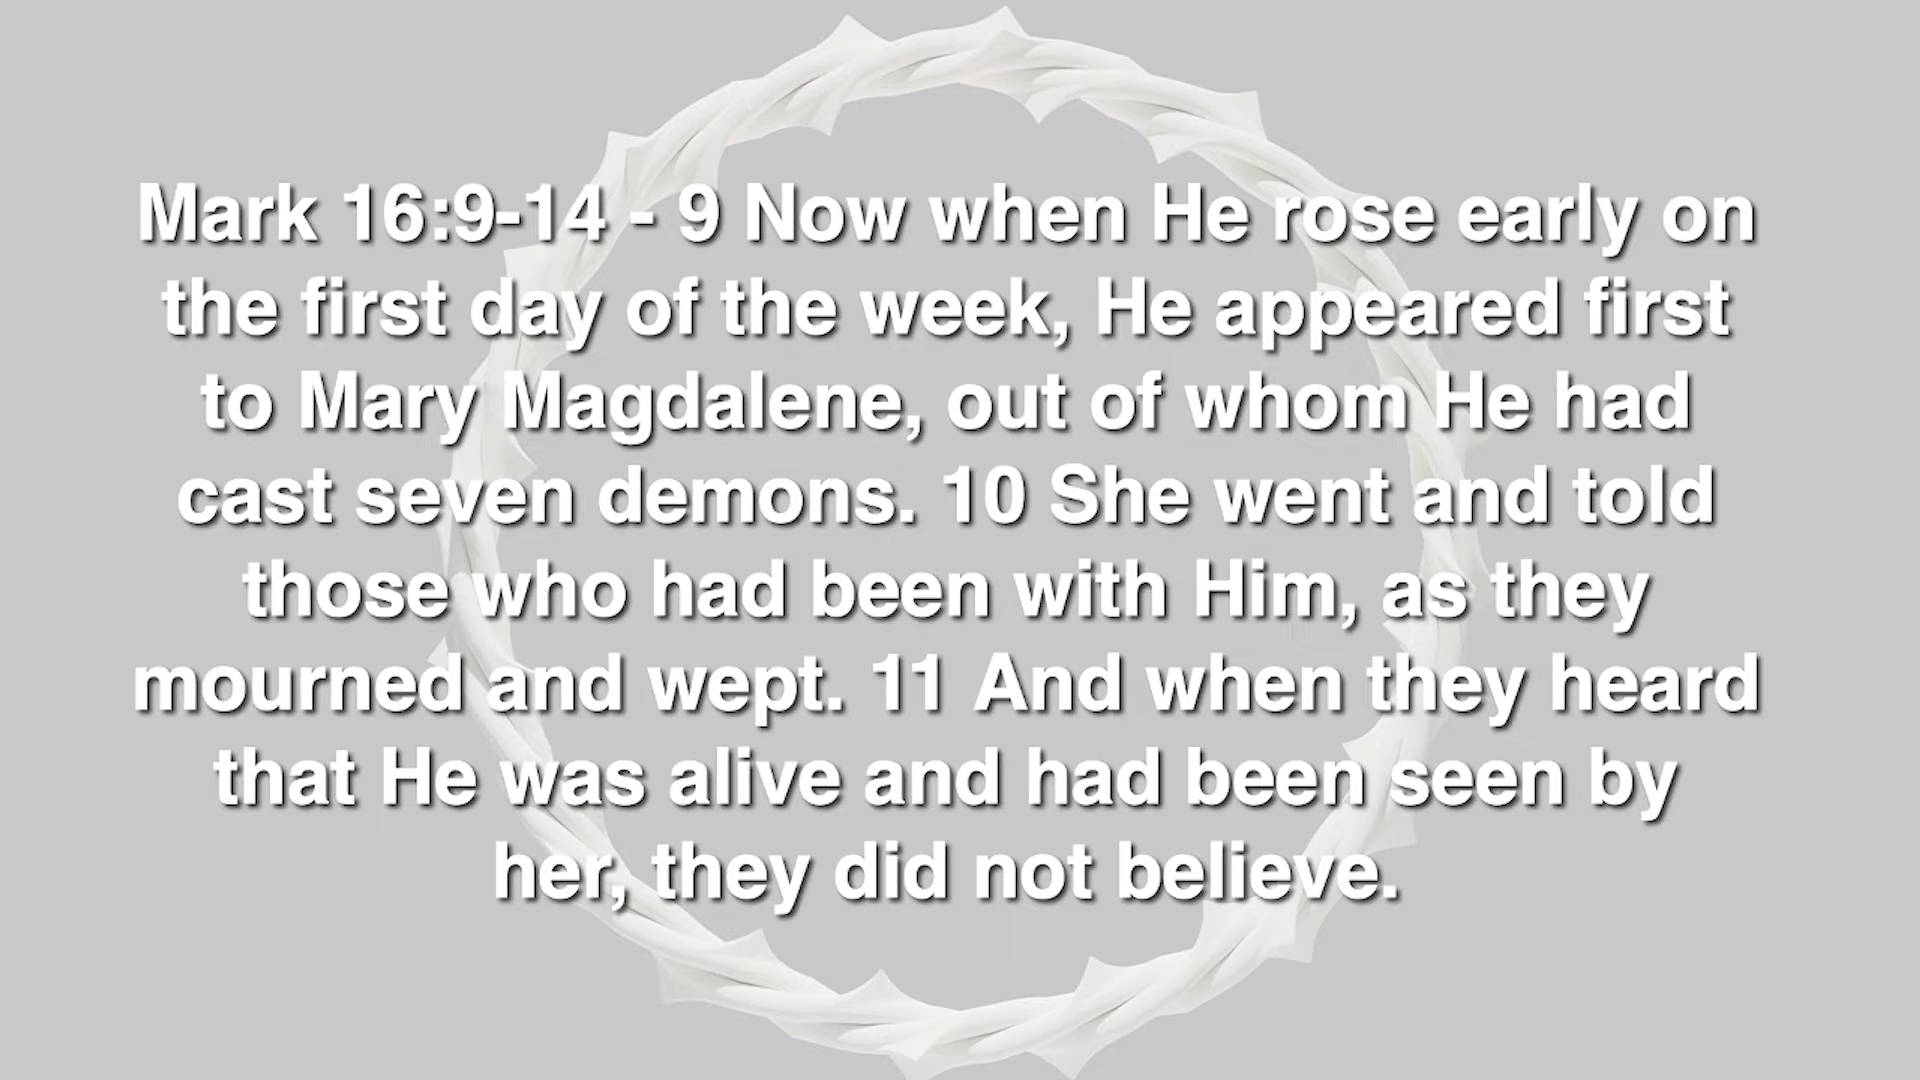 Mark 16:9-14 - 9 Now when He rose early on
the first day of the week, He appeared first
to Mary Magdalene, out of whom He had
cast seven demons. 10 She went and told
those who had been with Him, as they
mourned and wept. 11 And when they heard
that He was alive and had been seen by
her, they did not believe.